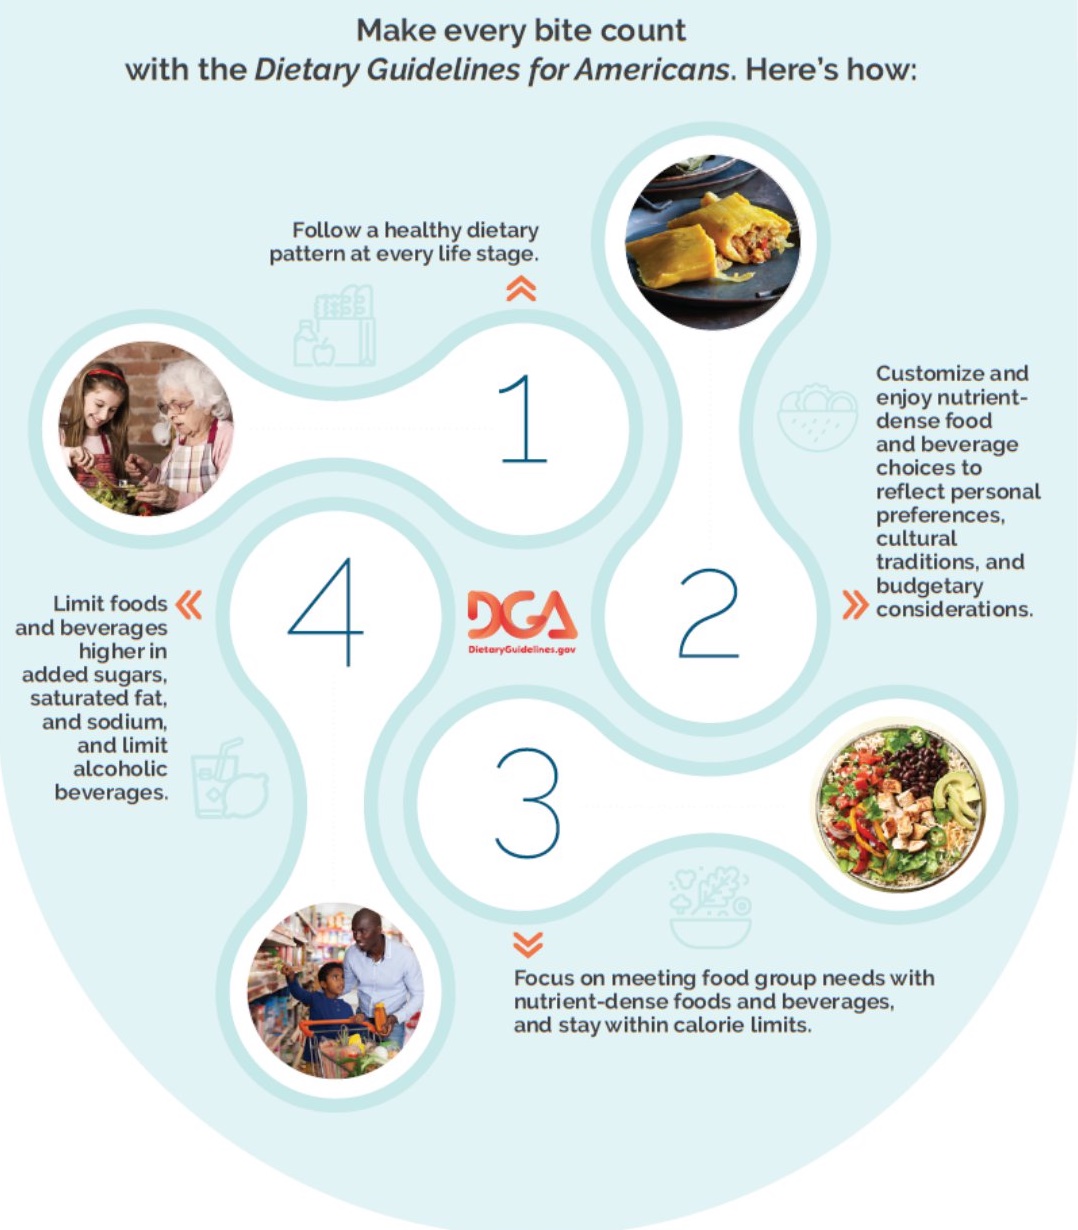 Make every bite count
with the Dietary Guidelines for Americans. Here's how:
Follow a healthy dietary
pattern at every life stage.
1
Customize and
enjoy nutrient-
dense food
and beverage
choices to
reflect personal
preferences,
cultural
traditions, and
budgetary
considerations.
2
DGA
DietaryGuidelines.gov
3
Focus on meeting food group needs with
nutrient-dense foods and beverages,
and stay within calorie limits.
4
Limit foods
and beverages
higher in
added sugars,
saturated fat,
and sodium,
and limit
alcoholic
beverages.